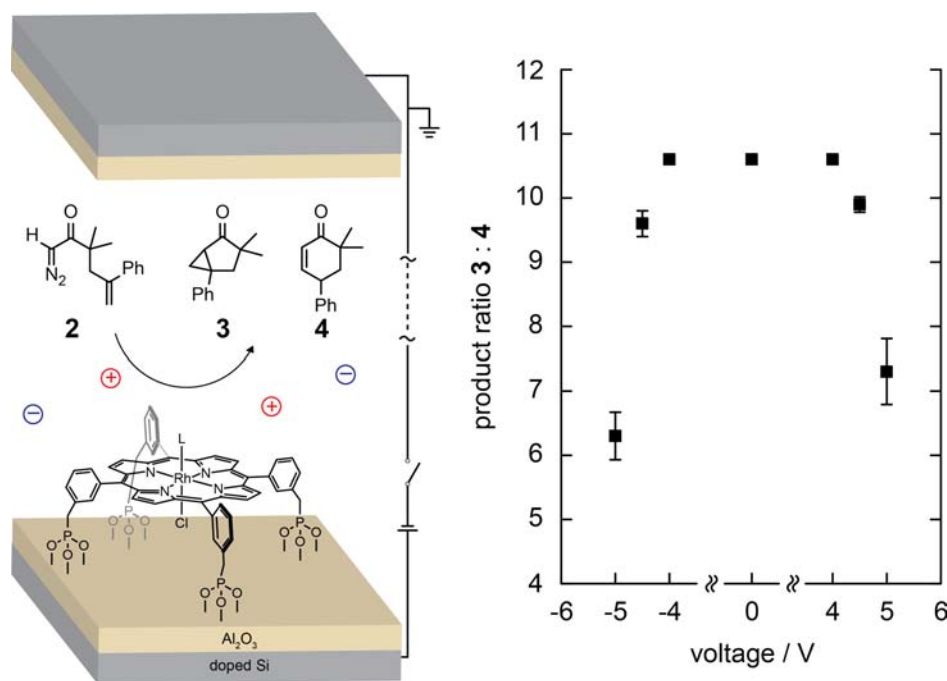 O
H
N2
Ph
2
O
Ph
3
O
Ph
4
−
+
−
+
L
N
Rh
N
N
N
Cl
P
O O O
P
O O O
P
O O O
P
O O O
Al2O3
doped Si
product ratio 3 : 4
12
11
10
9
8
7
6
5
4
-6 -5 -4 0 4 5 6
voltage / V